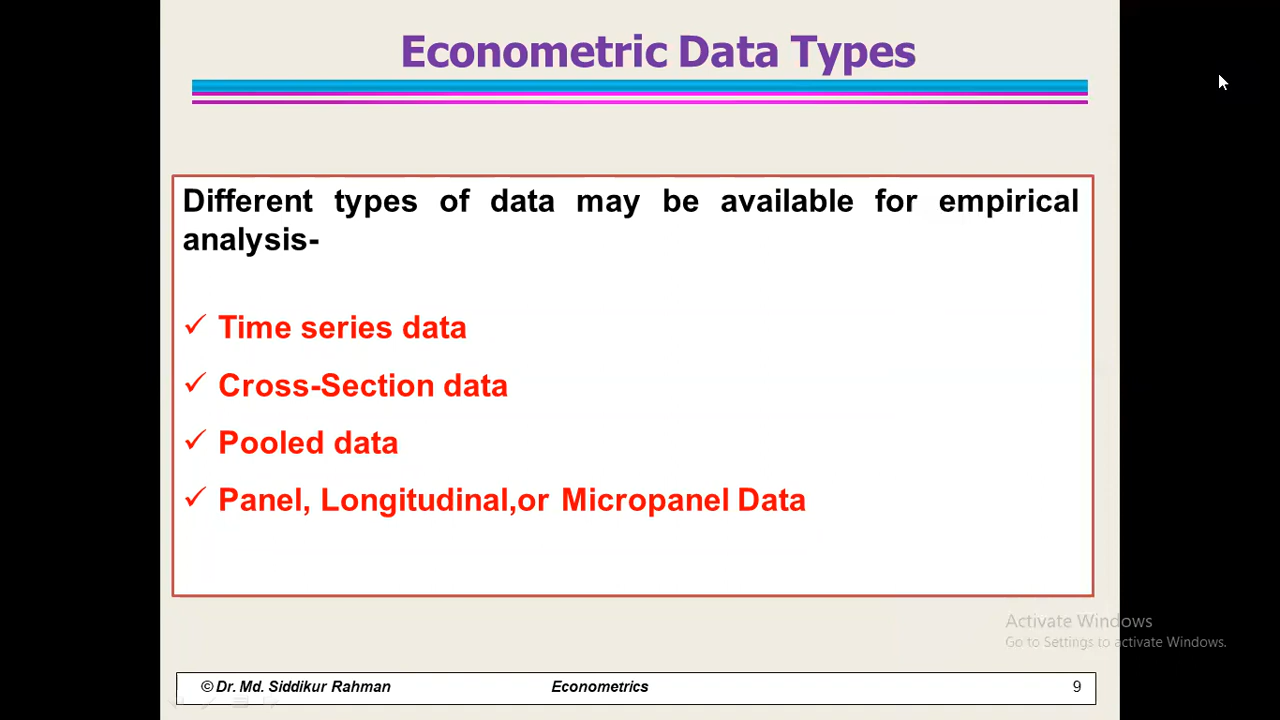 Econometric Data Types
Different types of data may be available for empirical
analysis-
✓ Time series data
✓ Cross-Section data
✓ Pooled data
✓ Panel, Longitudinal,or Micropanel Data
Activate Windows
Go to Settings to activate Windows.
© Dr. Md. Siddikur Rahman Econometrics 9